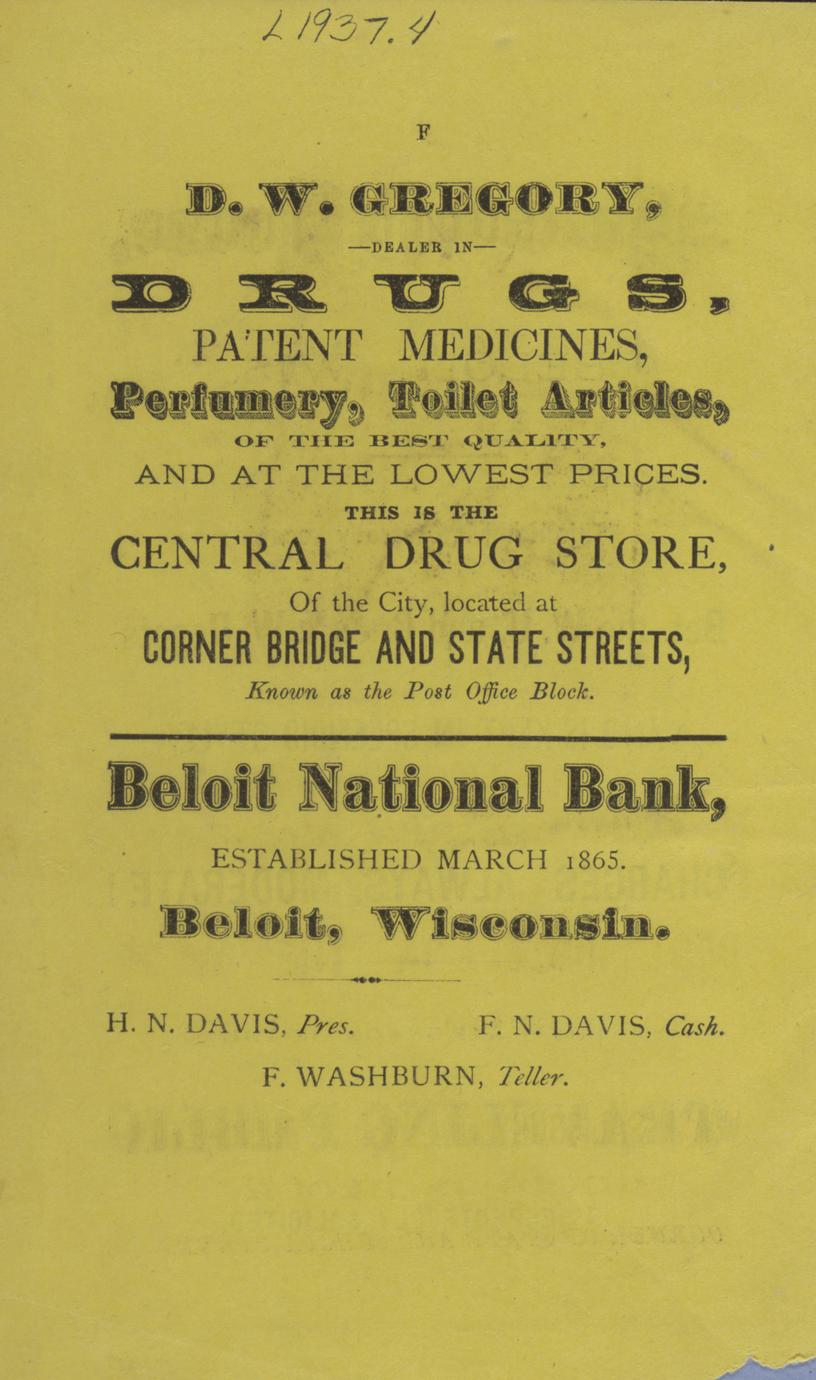 L1937.4
F
D. W. GREGORY,
—DEALER IN—
DRUGS,
PATENT MEDICINES,
Perfumery, Toilet Articles,
OF THE BEST QUALITY,
AND AT THE LOWEST PRICES.
THIS IS THE
CENTRAL DRUG STORE,
Of the City, located at
CORNER BRIDGE AND STATE STREETS,
Known as the Post Office Block.
Beloit National Bank,
ESTABLISHED MARCH 1865.
Beloit, Wisconsin.
H. N. DAVIS, Pres. F. N. DAVIS, Cash.
F. WASHBURN, Teller.